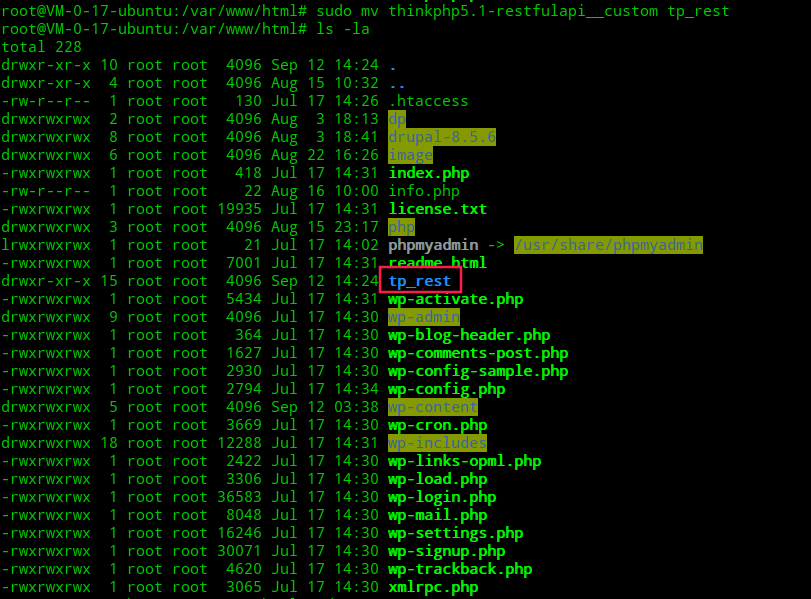 root@VM-0-17-ubuntu:/var/www/html# sudo mv thinkphp5.1-restfulapi__custom tp_rest
root@VM-0-17-ubuntu:/var/www/html# ls -la
total 228
drwxr-xr-x 10 root root  4096 Sep 12 14:24 .
drwxr-xr-x  4 root root  4096 Aug 15 10:32 ..
-rw-r--r--  1 root root   130 Jul 17 14:26 .htaccess
drwxrwxrwx  2 root root  4096 Aug  3 18:13 dp
drwxrwxrwx  8 root root  4096 Aug  3 18:41 drupal-8.5.6
drwxrwxrwx  6 root root  4096 Aug 22 16:26 image
-rwxrwxrwx  1 root root   418 Jul 17 14:31 index.php
-rw-r--r--  1 root root    22 Aug 16 10:00 info.php
-rwxrwxrwx  1 root root 19935 Jul 17 14:31 license.txt
drwxrwxrwx  3 root root  4096 Aug 15 23:17 php
lrwxrwxrwx  1 root root    21 Jul 17 14:02 phpmyadmin -> /usr/share/phpmyadmin
-rwxrwxrwx  1 root root  7001 Jul 17 14:31 readme.html
drwxr-xr-x 15 root root  4096 Sep 12 14:24 tp_rest
-rwxrwxrwx  1 root root  5434 Jul 17 14:31 wp-activate.php
drwxrwxrwx  9 root root  4096 Jul 17 14:30 wp-admin
-rwxrwxrwx  1 root root   364 Jul 17 14:30 wp-blog-header.php
-rwxrwxrwx  1 root root  1627 Jul 17 14:30 wp-comments-post.php
-rwxrwxrwx  1 root root  2930 Jul 17 14:30 wp-config-sample.php
-rwxrwxrwx  1 root root  2794 Jul 17 14:34 wp-config.php
drwxrwxrwx  5 root root  4096 Sep 12 03:38 wp-content
-rwxrwxrwx  1 root root  3669 Jul 17 14:30 wp-cron.php
drwxrwxrwx 18 root root 12288 Jul 17 14:31 wp-includes
-rwxrwxrwx  1 root root  2422 Jul 17 14:30 wp-links-opml.php
-rwxrwxrwx  1 root root  3306 Jul 17 14:30 wp-load.php
-rwxrwxrwx  1 root root 36583 Jul 17 14:30 wp-login.php
-rwxrwxrwx  1 root root  8048 Jul 17 14:30 wp-mail.php
-rwxrwxrwx  1 root root 16246 Jul 17 14:30 wp-settings.php
-rwxrwxrwx  1 root root 30071 Jul 17 14:30 wp-signup.php
-rwxrwxrwx  1 root root  4620 Jul 17 14:30 wp-trackback.php
-rwxrwxrwx  1 root root  3065 Jul 17 14:30 xmlrpc.php